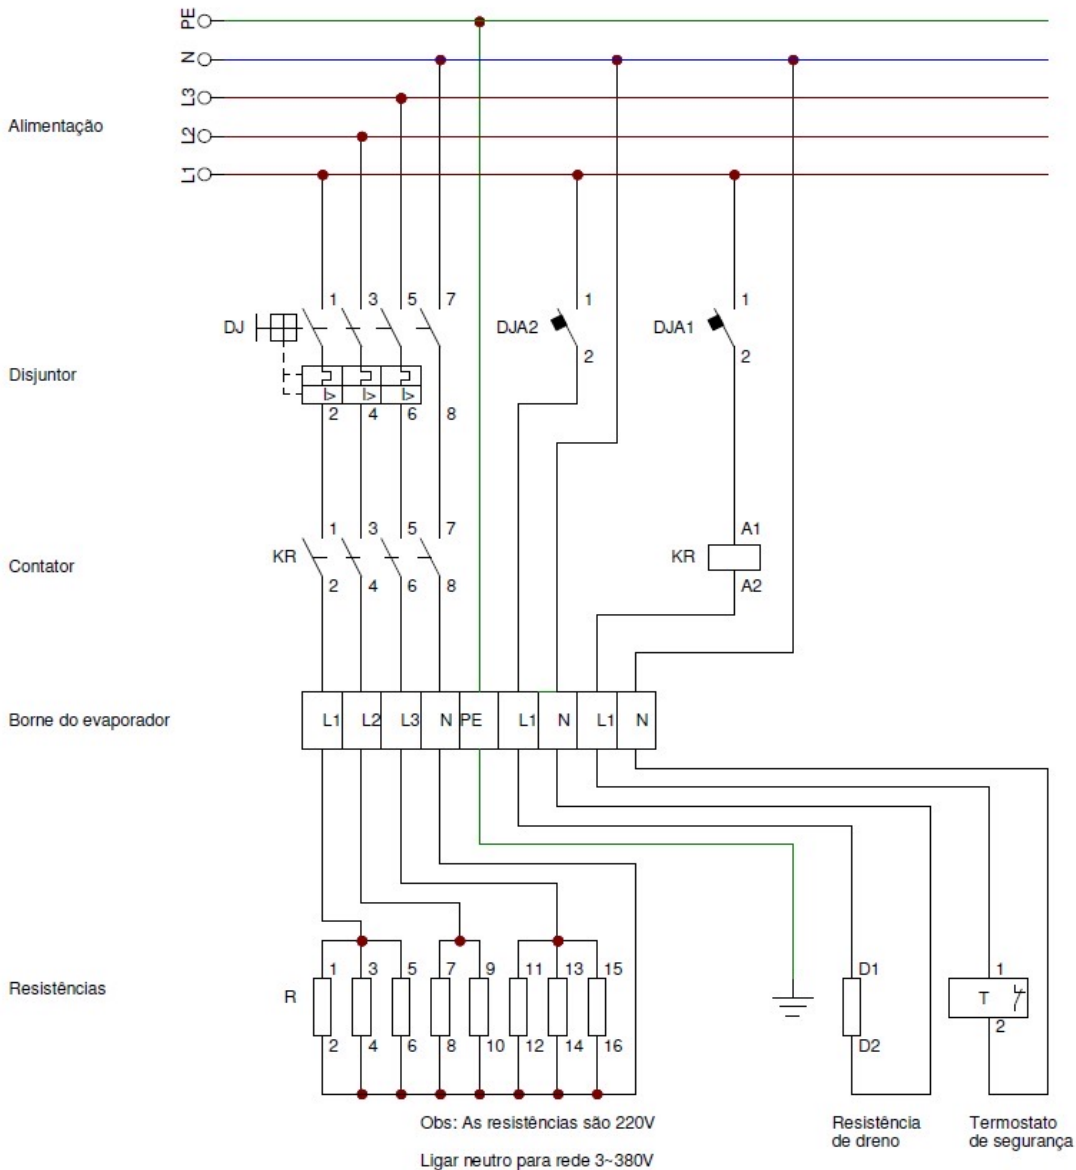 PE
N
L3
Alimentação
L2
L1
1 3 5 7 1 1
DJ DJA2 DJA1
2 2
Disjuntor
I> I> I>
2 4 6 8
1 3 5 7 A1
KR KR
Contator
2 4 6 8 A2
Borne do evaporador L1 L2 L3 N PE L1 N L1 N
1 3 5 7 9 11 13 15 D1 1
Resistências R T
2
2 4 6 8 10 12 14 16 D2
Obs: As resistências são 220V
Ligar neutro para rede 3~380V
Resistência
de dreno
Termostato
de segurança